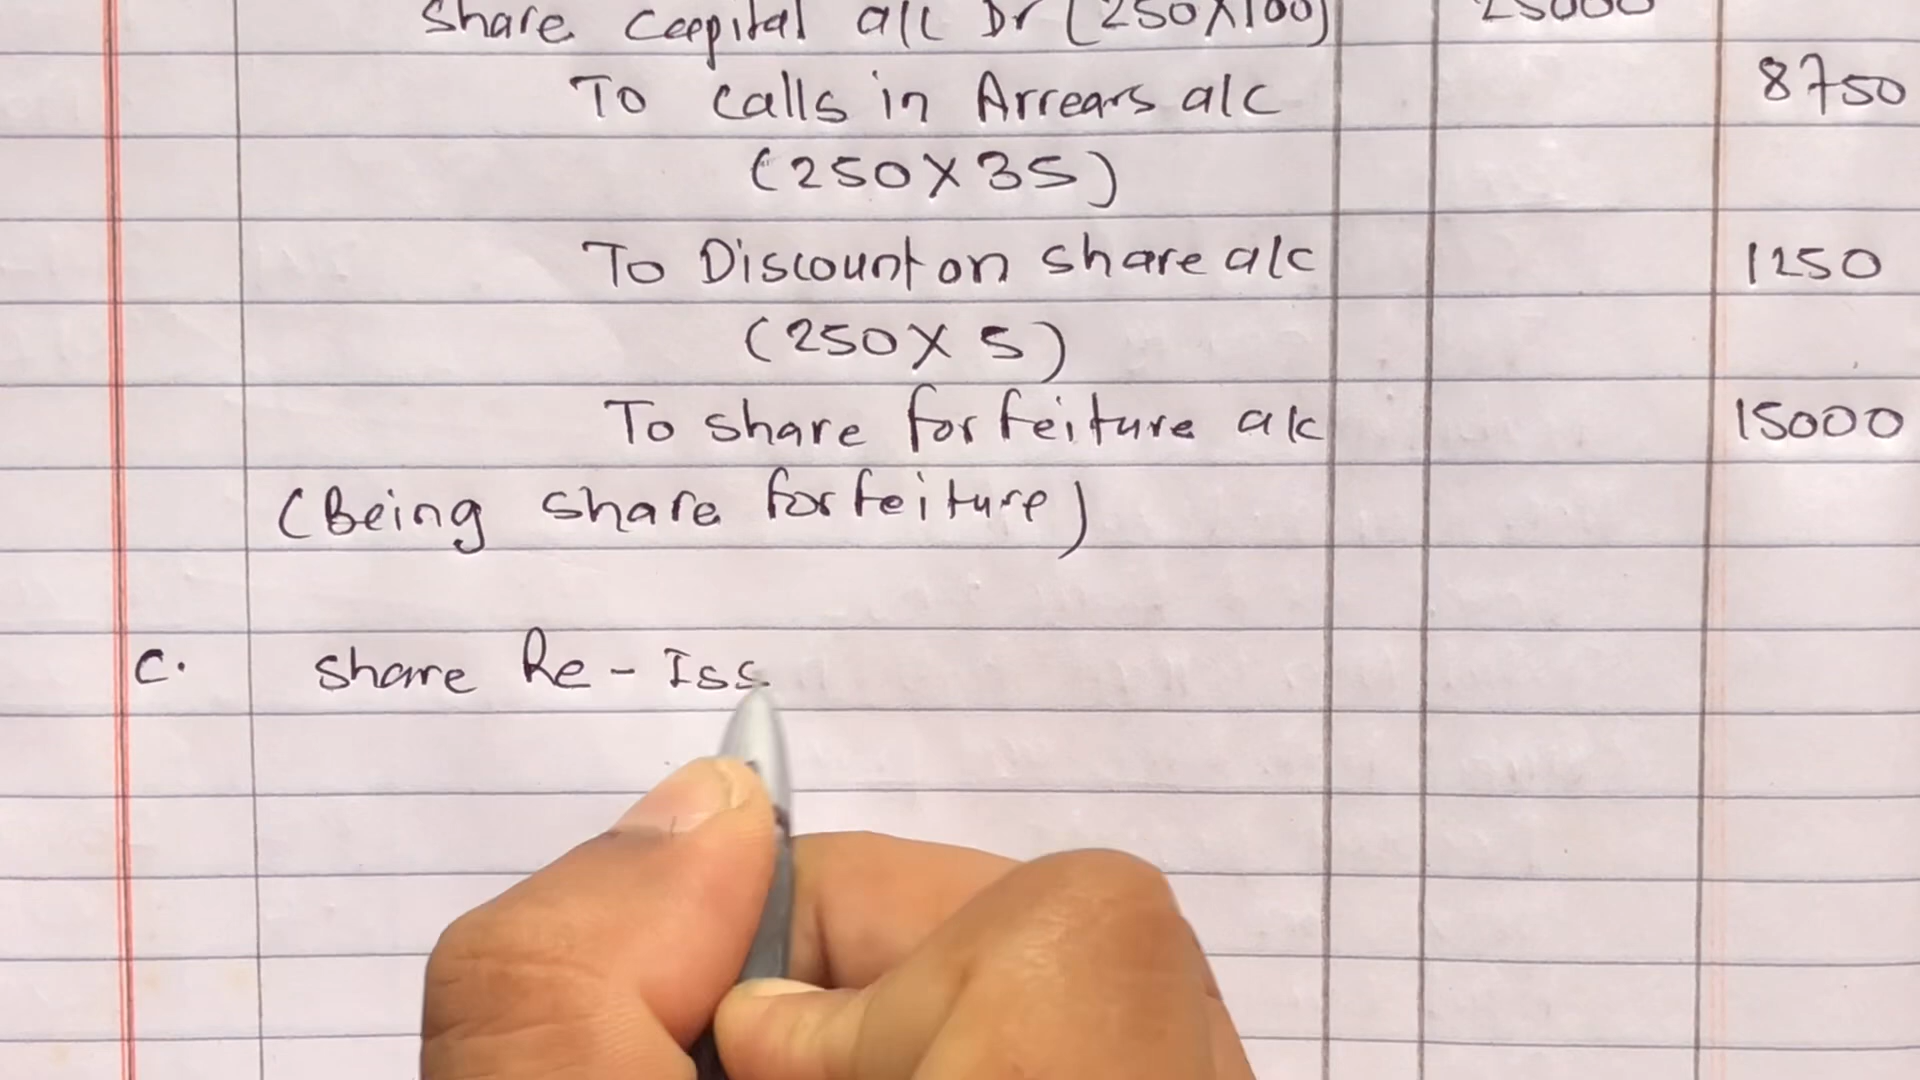 Share Capital a/c Dr (250X100) 25000
To Calls in Arrears a/c 8750
(250X35)
To Discount on share a/c 1250
(250X5)
To share forfeiture a/c 15000
(Being share forfeiture)
C. Share Re-Iss